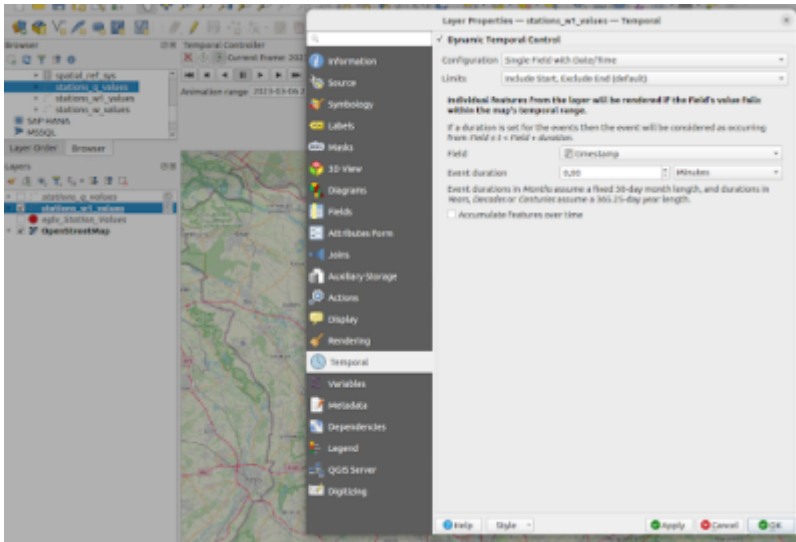 Layer Properties — stations_wt_values — Temporal
Browser
spatial_ref_sys
stations_q_values
stations_wt_values
stations_w_values
SAP HANA
MSSQL
Layer Order
Browser
Layers
stations_q_values
stations_wt_values
OpenStreetMap
Temporal Controller
Current frame: 202
Animation range: 2023-03-06 2
Information
Source
Symbology
Labels
Masks
3D View
Diagrams
Fields
Attributes Form
Joins
Auxiliary Storage
Actions
Display
Rendering
Temporal
Variables
Metadata
Dependencies
Legend
QGIS Server
Digitizing
Dynamic Temporal Control
Configuration Single Field with Date/Time
Limits Include Start, Exclude End (default)
Individual features from the layer will be rendered if the field's value falls
within the map's temporal range.
If a duration is set for the events then the event will be considered as occurring
from Field ≤ t < Field + duration.
Field timestamp
Event duration 0,00 Minutes
Event durations in Months assume a fixed 30-day month length, and durations in
Years, Decades or Centuries assume a 365.25-day year length.
Accumulate features over time
Help Style Apply Cancel OK